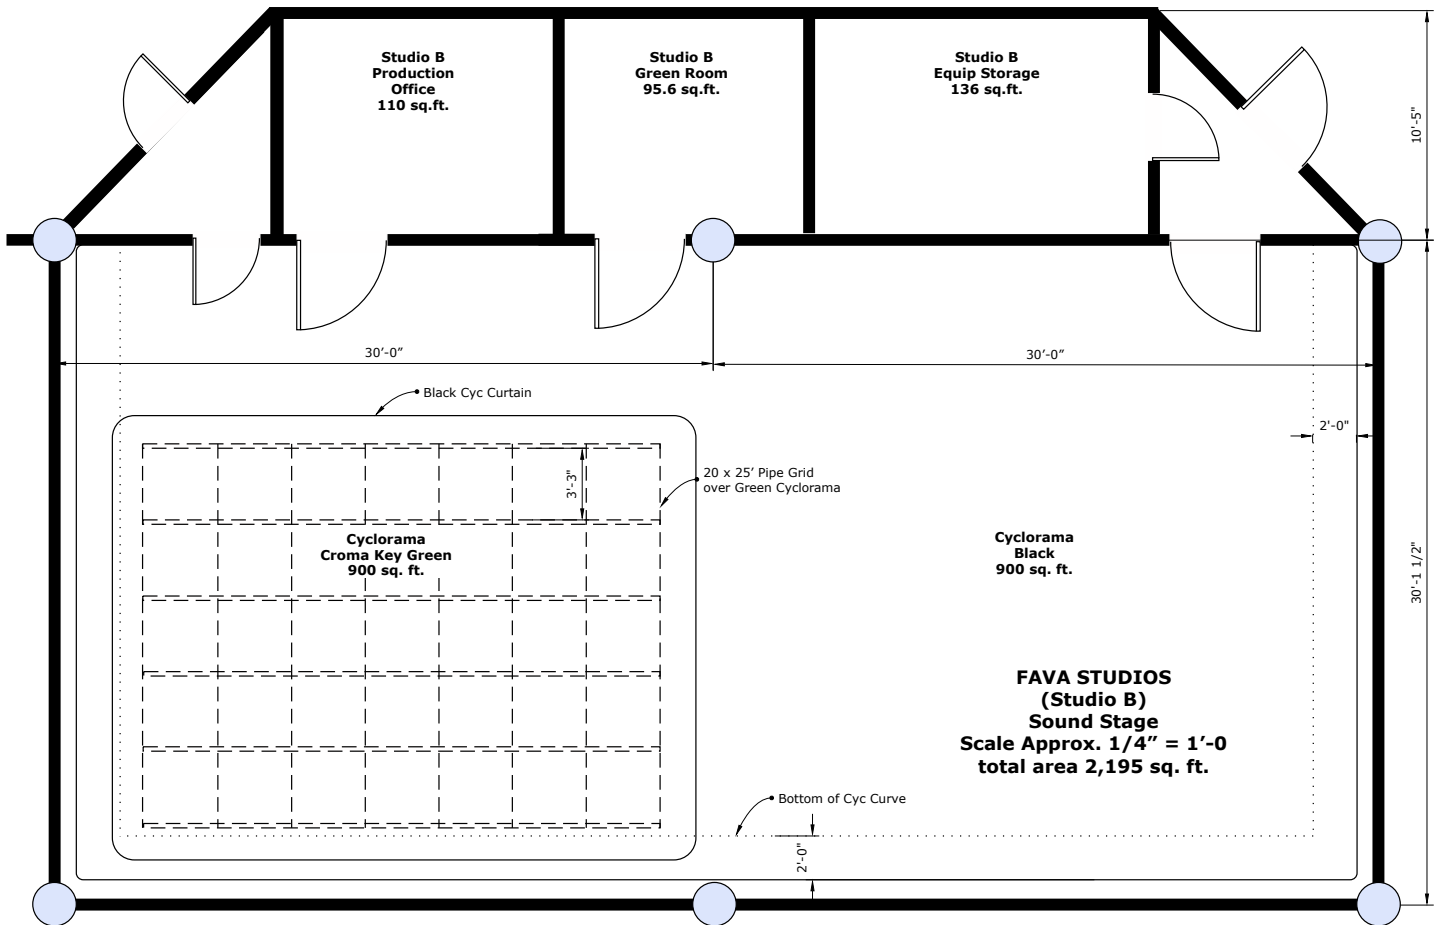 Studio B
Production
Office
110 sq.ft.
Studio B
Green Room
95.6 sq.ft.
Studio B
Equip Storage
136 sq.ft.
10'-5"
30’-0”
30’-0”
Black Cyc Curtain
2'-0"
3'-3"
20 x 25’ Pipe Grid
over Green Cyclorama
Cyclorama
Croma Key Green
900 sq. ft.
Cyclorama
Black
900 sq. ft.
30'-1 1/2"
FAVA STUDIOS
(Studio B)
Sound Stage
Scale Approx. 1/4” = 1’-0
total area 2,195 sq. ft.
Bottom of Cyc Curve
2'-0"